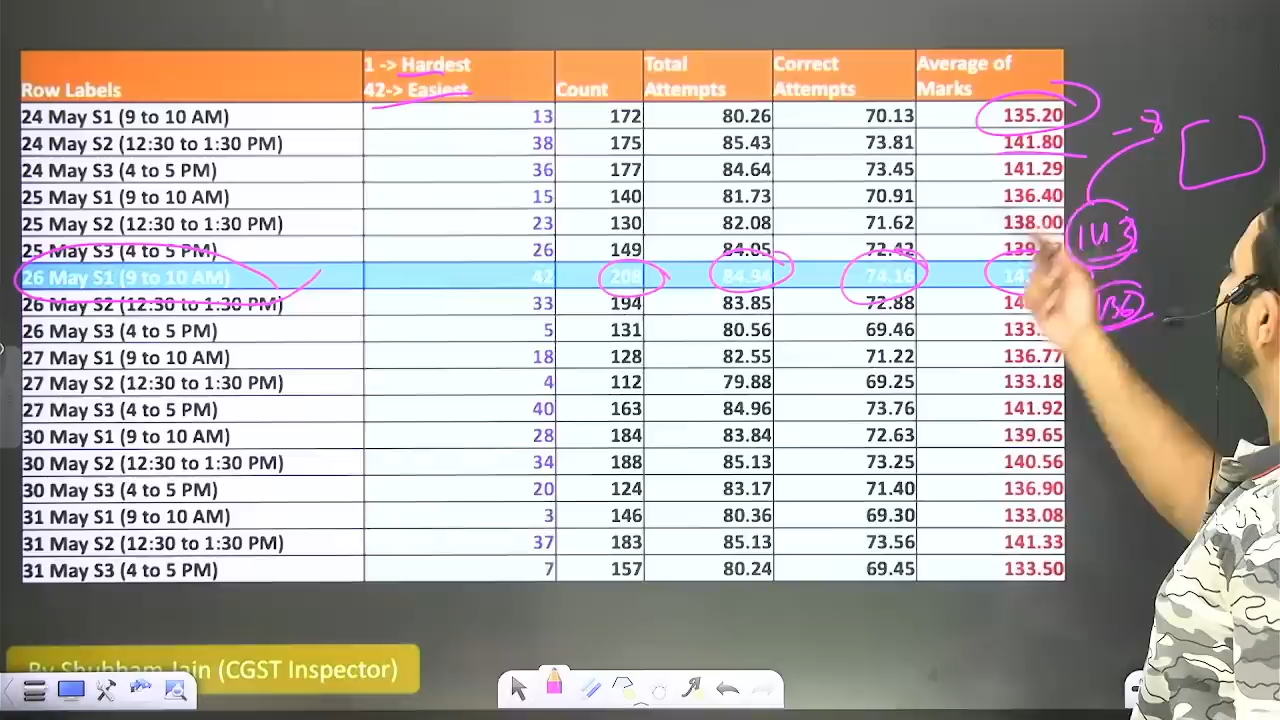 Row Labels 1 -> Hardest 42-> Easiest Count Total Attempts Correct Attempts Average of Marks
24 May S1 (9 to 10 AM) 13 172 80.26 70.13 135.20
24 May S2 (12:30 to 1:30 PM) 38 175 85.43 73.81 141.80
24 May S3 (4 to 5 PM) 36 177 84.64 73.45 141.29
25 May S1 (9 to 10 AM) 15 140 81.73 70.91 136.40
25 May S2 (12:30 to 1:30 PM) 23 130 82.08 71.62 138.00
25 May S3 (4 to 5 PM) 26 149 84.05 72.42
26 May S1 (9 to 10 AM) 42 208 84.94 74.16
26 May S2 (12:30 to 1:30 PM) 33 194 83.85 72.88
26 May S3 (4 to 5 PM) 5 131 80.56 69.46
27 May S1 (9 to 10 AM) 18 128 82.55 71.22 136.77
27 May S2 (12:30 to 1:30 PM) 4 112 79.88 69.25 133.18
27 May S3 (4 to 5 PM) 40 163 84.96 73.76 141.92
30 May S1 (9 to 10 AM) 28 184 83.84 72.63 139.65
30 May S2 (12:30 to 1:30 PM) 34 188 85.13 73.25 140.56
30 May S3 (4 to 5 PM) 20 124 83.17 71.40 136.90
31 May S1 (9 to 10 AM) 3 146 80.36 69.30 133.08
31 May S2 (12:30 to 1:30 PM) 37 183 85.13 73.56 141.33
31 May S3 (4 to 5 PM) 7 157 80.24 69.45 133.50
-8
143
136
By Shubham Jain (CGST Inspector)